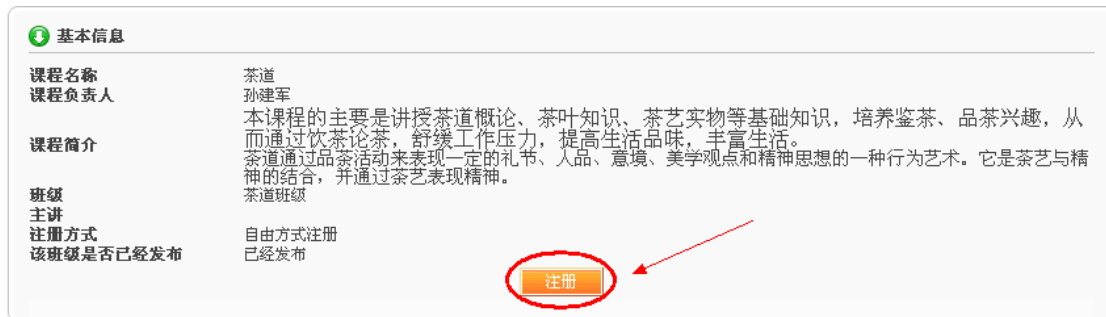 基本信息
课程名称 茶道
课程负责人 孙建军
课程简介 本课程的主要是讲授茶道概论、茶叶知识、茶艺实物等基础知识，培养鉴茶、品茶兴趣，从
而通过饮茶论茶，舒缓工作压力，提高生活品味，丰富生活。
茶道通过品茶活动来表现一定的礼节、人品、意境、美学观点和精神思想的一种行为艺术。它是茶艺与精
神的结合，并通过茶艺表现精神。
班级 茶道班级
主讲
注册方式 自由方式注册
该班级是否已经发布 已经发布
注册